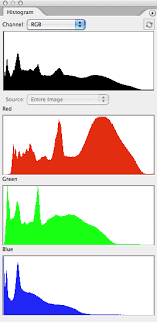 Histogram
Channel: RGB
Source: Entire Image
Red
Green
Blue